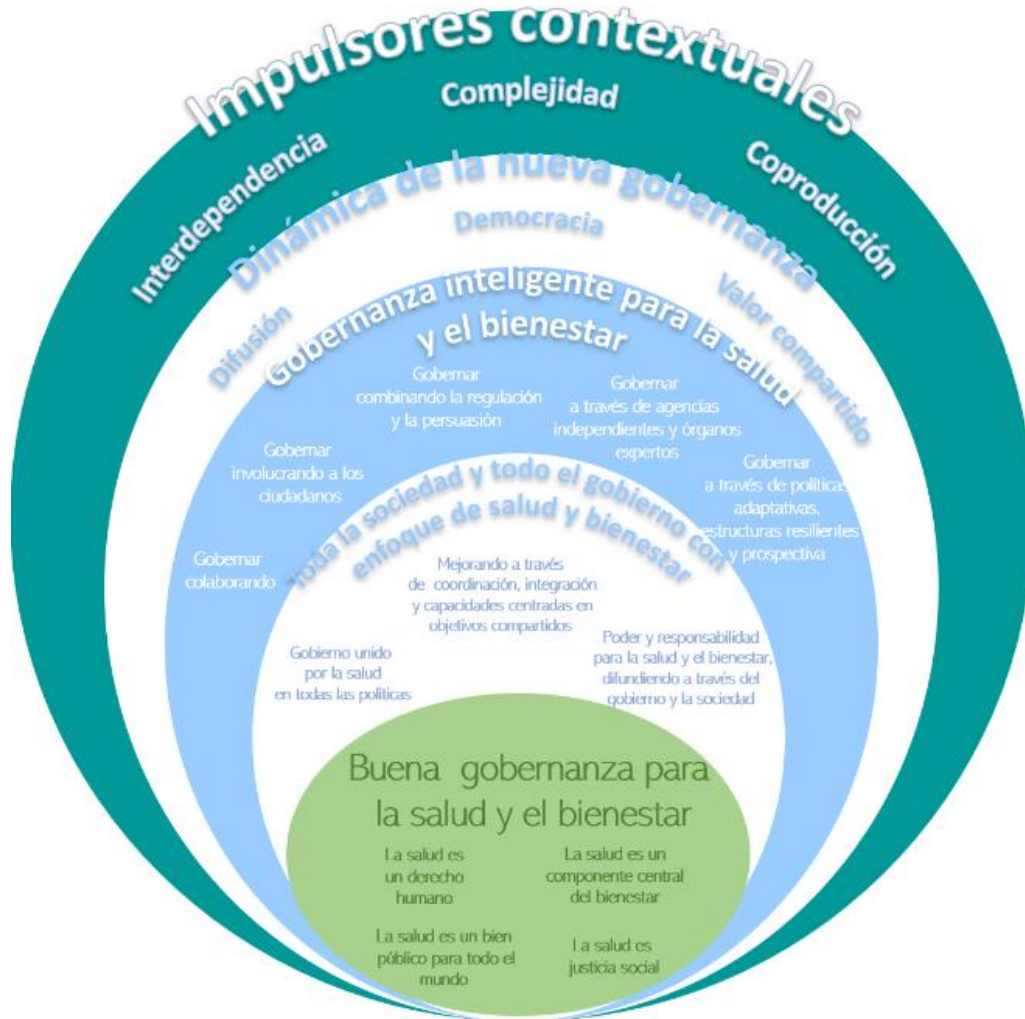 Impulsores contextuales
Complejidad
Interdependencia
Coproducción
Dinámica de la nueva gobernanza
Democracia
Difusión
Valor compartido
Gobernanza inteligente para la salud
y el bienestar
Gobernar
colaborando
Gobernar
involucrando a los
ciudadanos
Gobernar
combinando la regulación
y la persuasión
Gobernar
a través de agencias
independientes y órganos
expertos
Gobernar
a través de políticas
adaptativas,
estructuras resilientes
y prospectiva
Toda la sociedad y todo el gobierno con
enfoque de salud y bienestar
Gobierno unido
por la salud
en todas las políticas
Mejorando a través
de coordinación, integración
y capacidades centradas en
objetivos compartidos
Poder y responsabilidad
para la salud y el bienestar,
difundiendo a través del
gobierno y la sociedad
Buena gobernanza para
la salud y el bienestar
La salud es
un derecho
humano
La salud es un
componente central
del bienestar
La salud es un bien
público para todo el
mundo
La salud es
justicia social